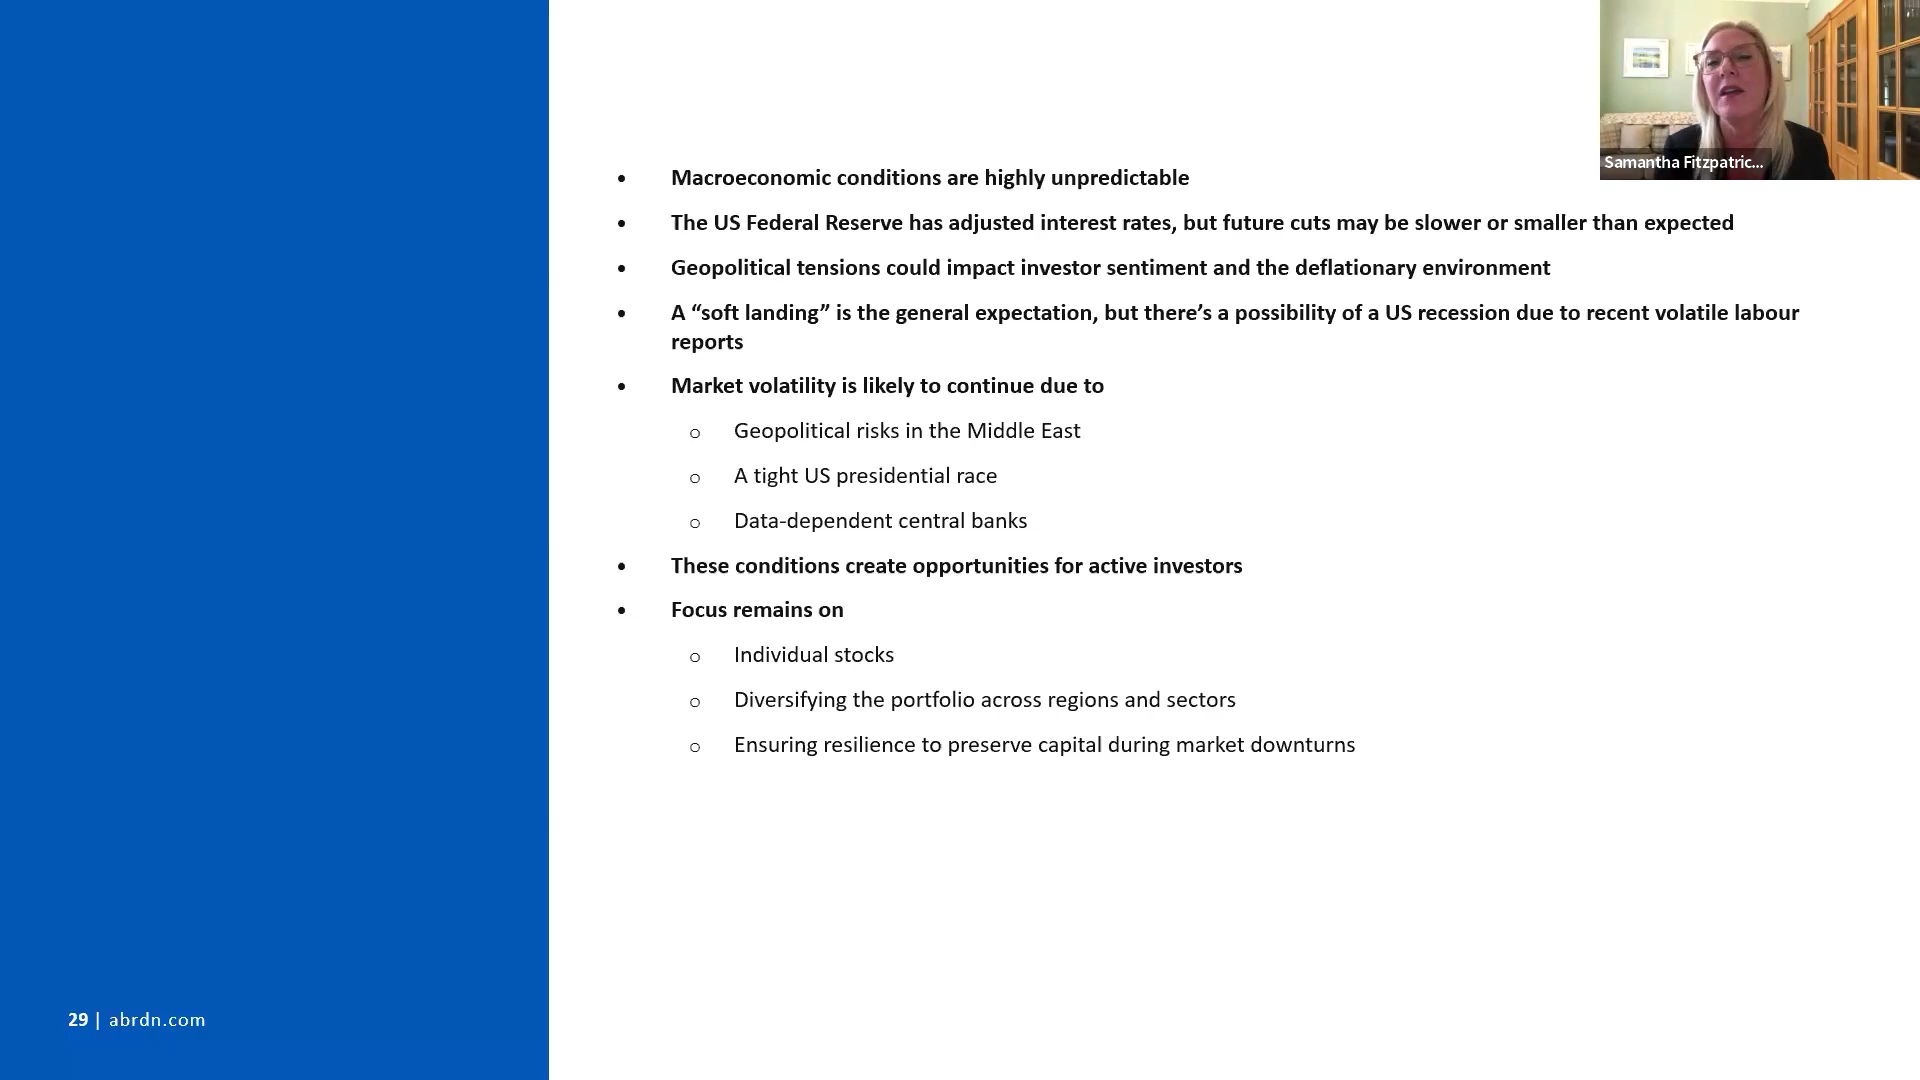 Samantha Fitzpatric...
• Macroeconomic conditions are highly unpredictable
• The US Federal Reserve has adjusted interest rates, but future cuts may be slower or smaller than expected
• Geopolitical tensions could impact investor sentiment and the deflationary environment
• A “soft landing” is the general expectation, but there’s a possibility of a US recession due to recent volatile labour
reports
• Market volatility is likely to continue due to
o Geopolitical risks in the Middle East
o A tight US presidential race
o Data-dependent central banks
• These conditions create opportunities for active investors
• Focus remains on
o Individual stocks
o Diversifying the portfolio across regions and sectors
o Ensuring resilience to preserve capital during market downturns
29 | abrdn.com